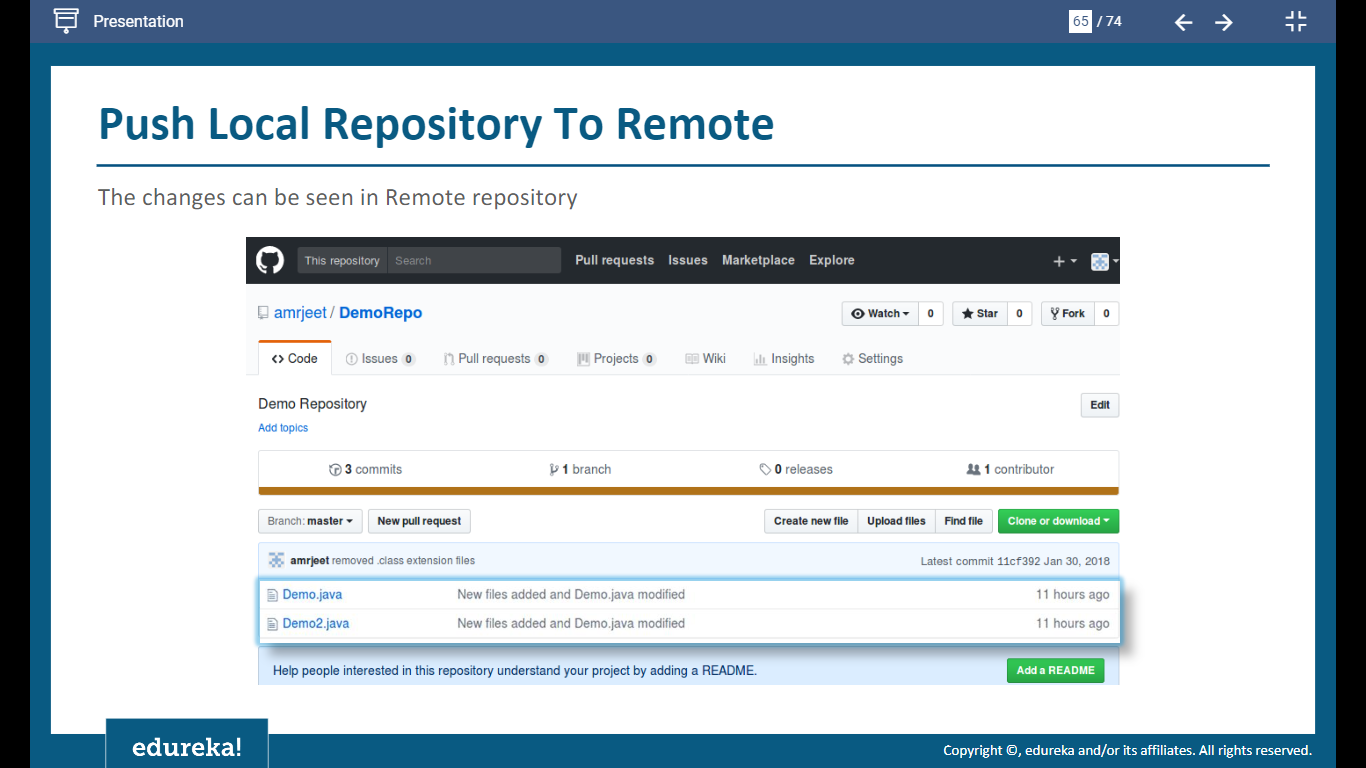 Presentation
65 / 74
Push Local Repository To Remote
The changes can be seen in Remote repository
This repository Search Pull requests Issues Marketplace Explore
amrjeet / DemoRepo Watch 0 Star 0 Fork 0
Code Issues 0 Pull requests 0 Projects 0 Wiki Insights Settings
Demo Repository Edit
Add topics
3 commits 1 branch 0 releases 1 contributor
Branch: master New pull request Create new file Upload files Find file Clone or download
amrjeet removed .class extension files Latest commit 11cf392 Jan 30, 2018
Demo.java New files added and Demo.java modified 11 hours ago
Demo2.java New files added and Demo.java modified 11 hours ago
Help people interested in this repository understand your project by adding a README. Add a README
edureka!
Copyright ©, edureka and/or its affiliates. All rights reserved.